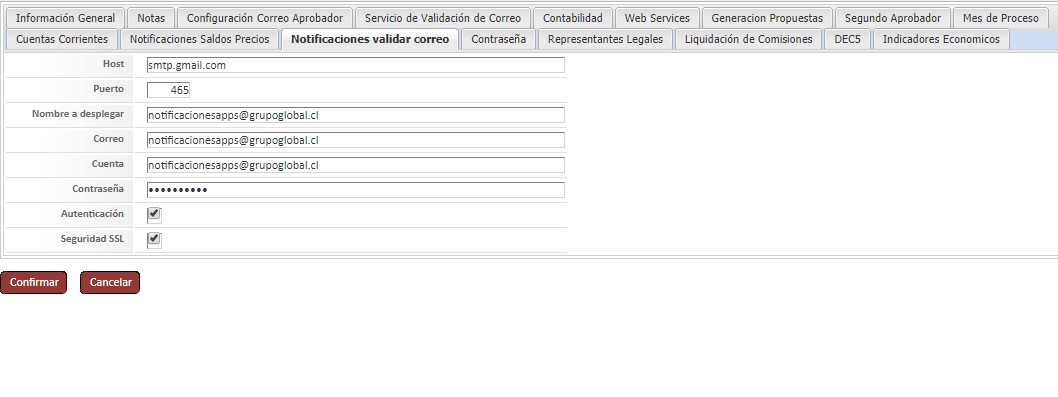 Información General Notas Configuración Correo Aprobador Servicio de Validación de Correo Contabilidad Web Services Generacion Propuestas Segundo Aprobador Mes de Proceso
Cuentas Corrientes Notificaciones Saldos Precios Notificaciones validar correo Contraseña Representantes Legales Liquidación de Comisiones DEC5 Indicadores Economicos
Host smtp.gmail.com
Puerto 465
Nombre a desplegar notificacionesapps@grupoglobal.cl
Correo notificacionesapps@grupoglobal.cl
Cuenta notificacionesapps@grupoglobal.cl
Contraseña ••••••••••
Autenticación
Seguridad SSL
Confirmar Cancelar